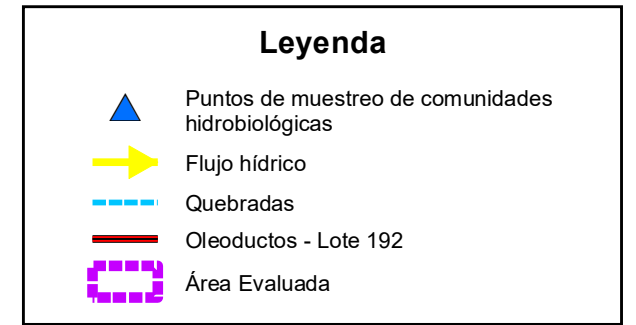 Leyenda
Puntos de muestreo de comunidades
hidrobiológicas
Flujo hídrico
Quebradas
Oleoductos - Lote 192
Área Evaluada